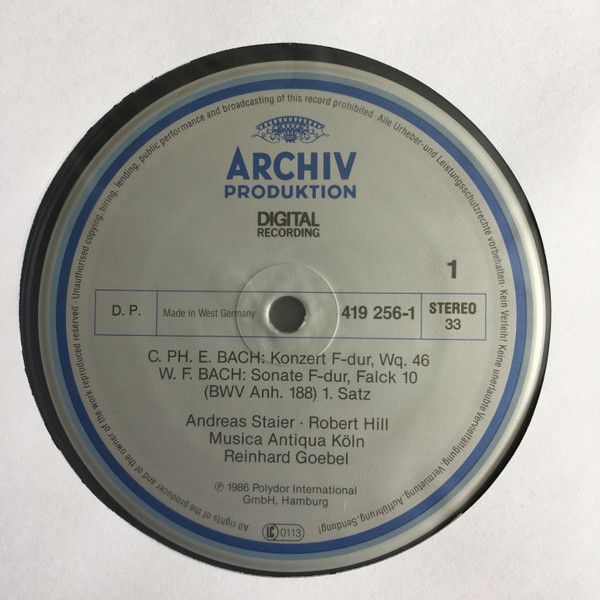 All rights of the producer and of the owner of the work reproduced reserved · Unauthorised copying, hiring, lending, public performance and broadcasting of this record prohibited · Alle Urheber- und Leistungsschutzrechte vorbehalten · Kein Verleih! Keine unerlaubte Vervielfältigung, Vermietung, Aufführung, Sendung!
ARCHIV
PRODUKTION
DIGITAL
RECORDING
1
D. P.
Made in West Germany
419 256-1
STEREO
33
C. PH. E. BACH: Konzert F-dur, Wq. 46
W. F. BACH: Sonate F-dur, Falck 10
(BWV Anh. 188) 1. Satz
Andreas Staier · Robert Hill
Musica Antiqua Köln
Reinhard Goebel
℗ 1986 Polydor International
GmbH, Hamburg
LC 0113